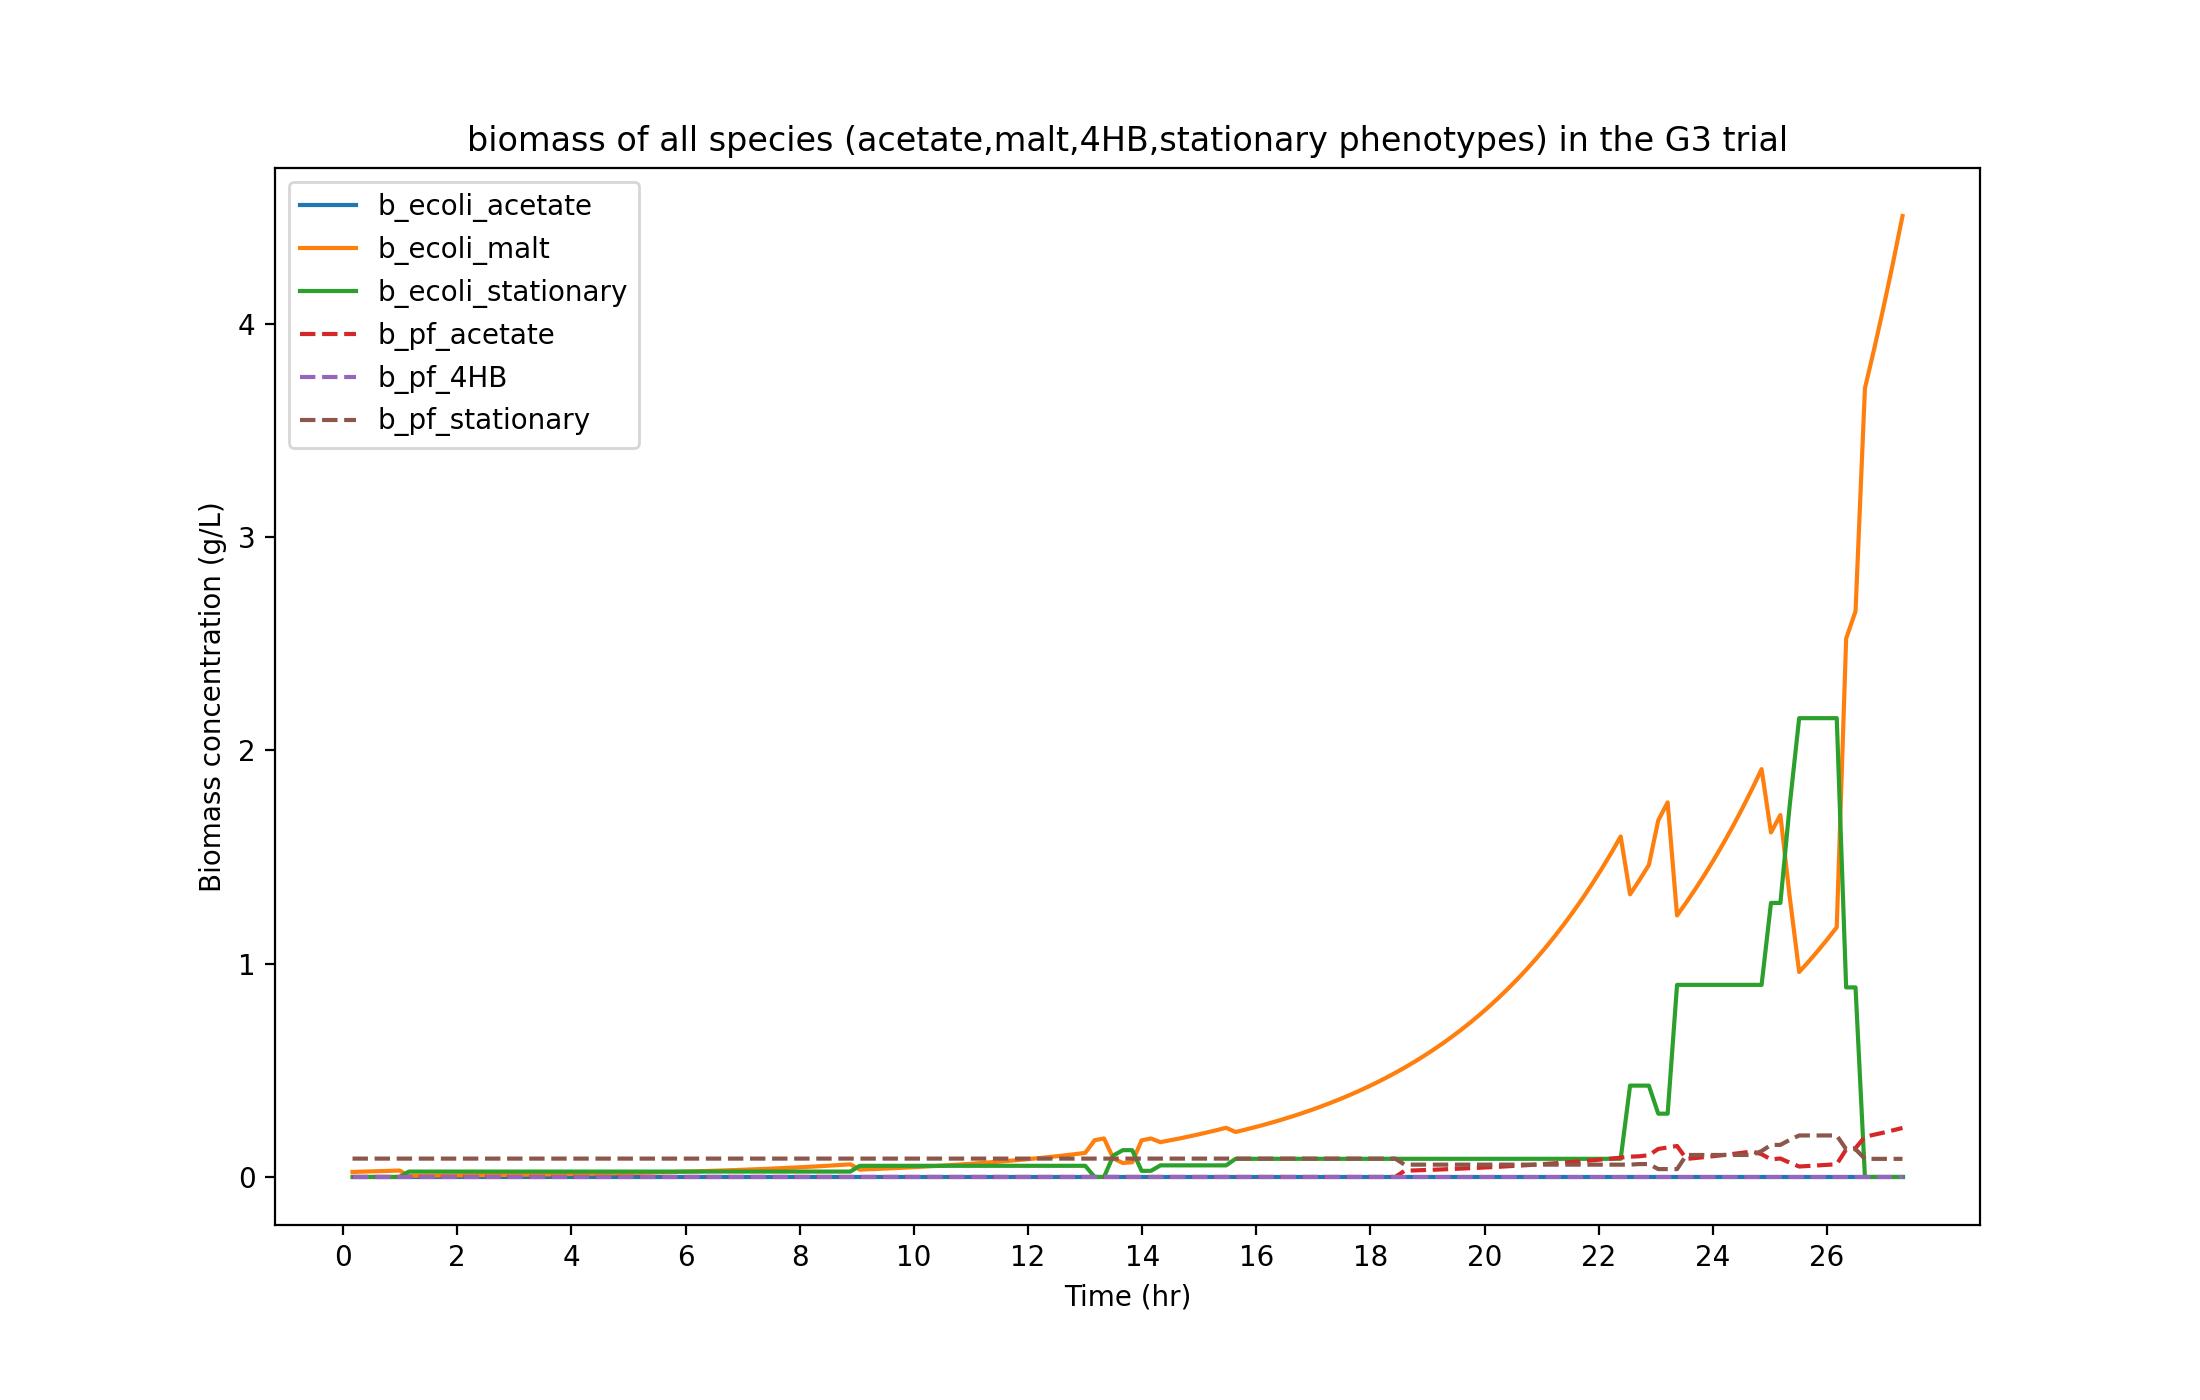 biomass of all species (acetate,malt,4HB,stationary phenotypes) in the G3 trial
b_ecoli_acetate
b_ecoli_malt
b_ecoli_stationary
b_pf_acetate
b_pf_4HB
b_pf_stationary
Biomass concentration (g/L)
4
3
2
1
0
0 2 4 6 8 10 12 14 16 18 20 22 24 26
Time (hr)